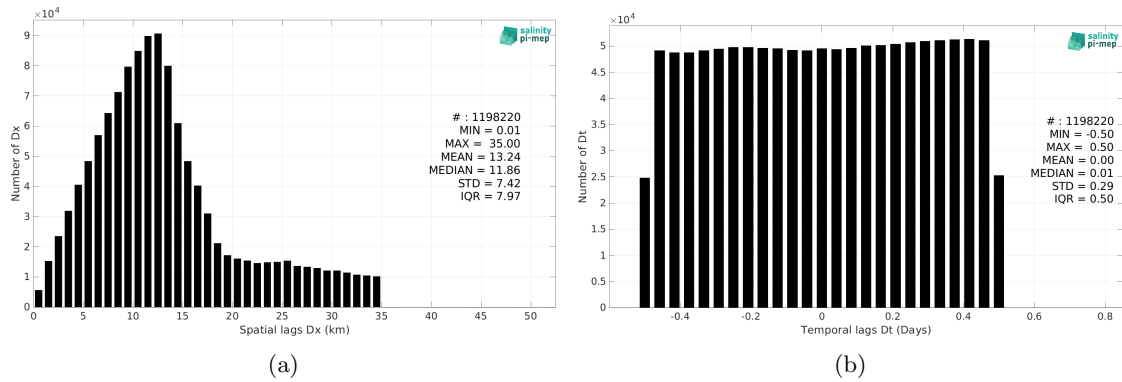 ×10⁴
9
8
7
6
5
4
3
2
1
0
Number of Dx
0 5 10 15 20 25 30 35 40 45 50
Spatial lags Dx (km)
salinity
pi-mep
# : 1198220
MIN = 0.01
MAX = 35.00
MEAN = 13.24
MEDIAN = 11.86
STD = 7.42
IQR = 7.97
(a)
×10⁴
5
4.5
4
3.5
3
2.5
2
1.5
1
0.5
0
Number of Dt
-0.4 -0.2 0 0.2 0.4 0.6 0.8
Temporal lags Dt (Days)
salinity
pi-mep
# : 1198220
MIN = -0.50
MAX = 0.50
MEAN = 0.00
MEDIAN = 0.01
STD = 0.29
IQR = 0.50
(b)